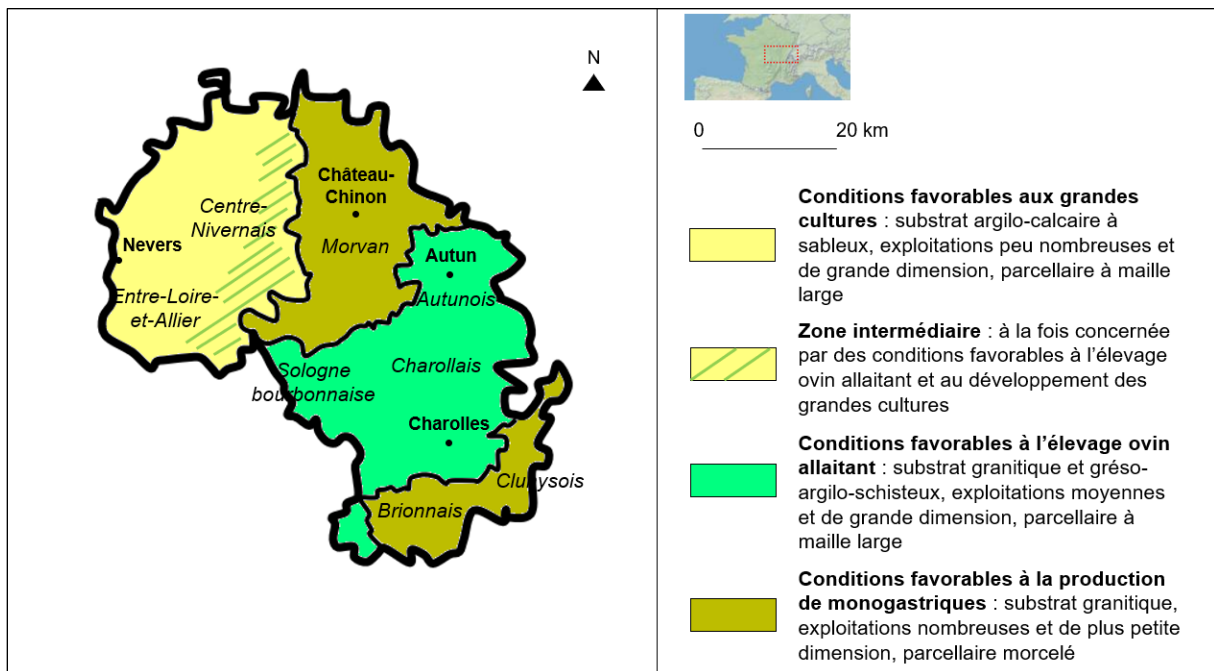 N
Château-
Chinon
Centre-
Nivernais
Nevers
Morvan
Autun
Entre-Loire-
et-Allier
Autunois
Sologne
bourbonnaise
Charollais
Charolles
Clunysois
Brionnais
0 20 km
Conditions favorables aux grandes
cultures : substrat argilo-calcaire à
sableux, exploitations peu nombreuses et
de grande dimension, parcellaire à maille
large
Zone intermédiaire : à la fois concernée
par des conditions favorables à l’élevage
ovin allaitant et au développement des
grandes cultures
Conditions favorables à l’élevage ovin
allaitant : substrat granitique et gréso-
argilo-schisteux, exploitations moyennes
et de grande dimension, parcellaire à
maille large
Conditions favorables à la production
de monogastriques : substrat granitique,
exploitations nombreuses et de plus petite
dimension, parcellaire morcelé